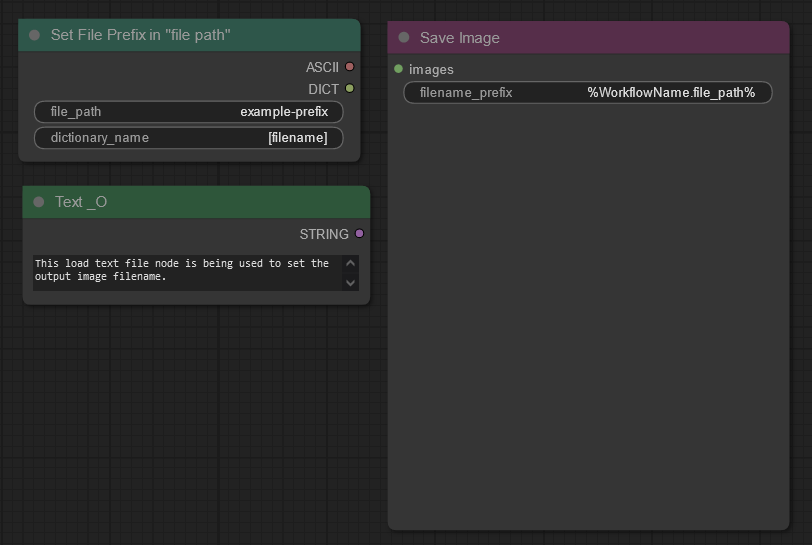 Set File Prefix in "file path"
ASCII
DICT
file_path example-prefix
dictionary_name [filename]
Text _O
STRING
This load text file node is being used to set the
output image filename.
Save Image
images
filename_prefix %WorkflowName.file_path%